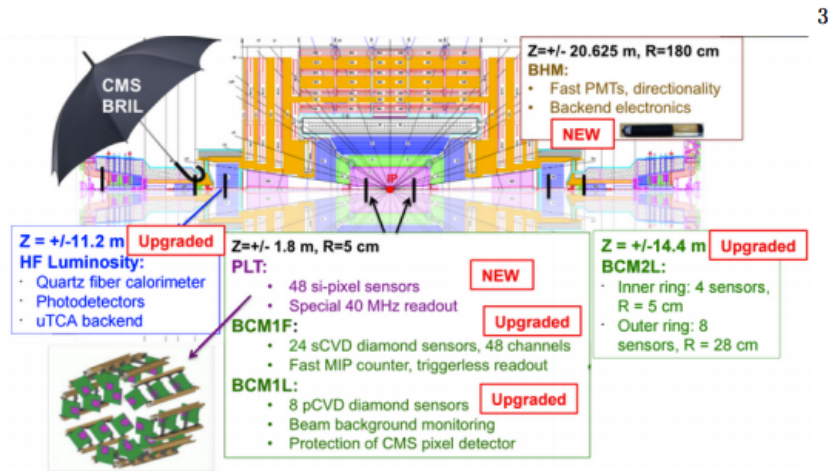 3
CMS
BRIL
IP
Z=+/- 20.625 m, R=180 cm
BHM:
• Fast PMTs, directionality
• Backend electronics
NEW
Z = +/-11.2 m
Upgraded
HF Luminosity:
· Quartz fiber calorimeter
· Photodetectors
· uTCA backend
Z=+/- 1.8 m, R=5 cm
PLT:
NEW
• 48 si-pixel sensors
• Special 40 MHz readout
BCM1F:
Upgraded
• 24 sCVD diamond sensors, 48 channels
• Fast MIP counter, triggerless readout
BCM1L:
• 8 pCVD diamond sensors
Upgraded
• Beam background monitoring
• Protection of CMS pixel detector
Z = +/-14.4 m
Upgraded
BCM2L:
· Inner ring: 4 sensors,
R = 5 cm
· Outer ring: 8
sensors, R = 28 cm